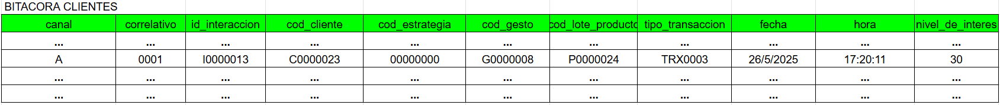 BITACORA CLIENTES
canal correlativo id_interaccion cod_cliente cod_estrategia cod_gesto cod_lote_producto tipo_transaccion fecha hora nivel_de_interes
... ... ... ... ... ... ... ... ... ... ...
A 0001 I0000013 C0000023 00000000 G0000008 P0000024 TRX0003 26/5/2025 17:20:11 30
... ... ... ... ... ... ... ... ... ... ...
... ... ... ... ... ... ... ... ... ... ...